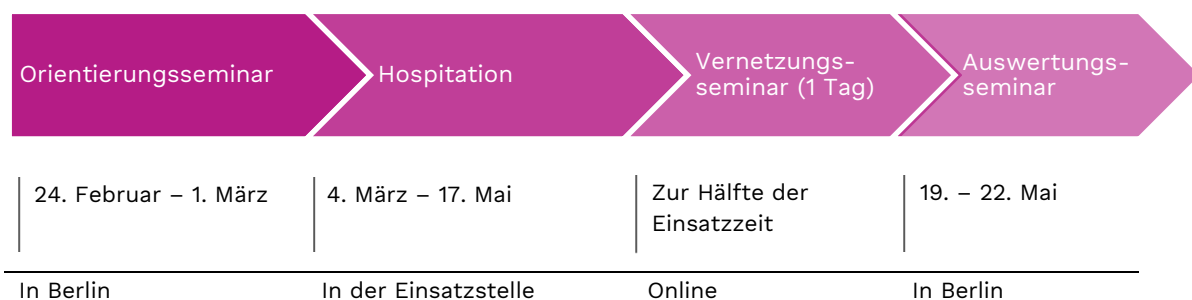 Orientierungsseminar
Hospitation
Vernetzungs-
seminar (1 Tag)
Auswertungs-
seminar
24. Februar – 1. März
4. März – 17. Mai
Zur Hälfte der
Einsatzzeit
19. – 22. Mai
In Berlin
In der Einsatzstelle
Online
In Berlin